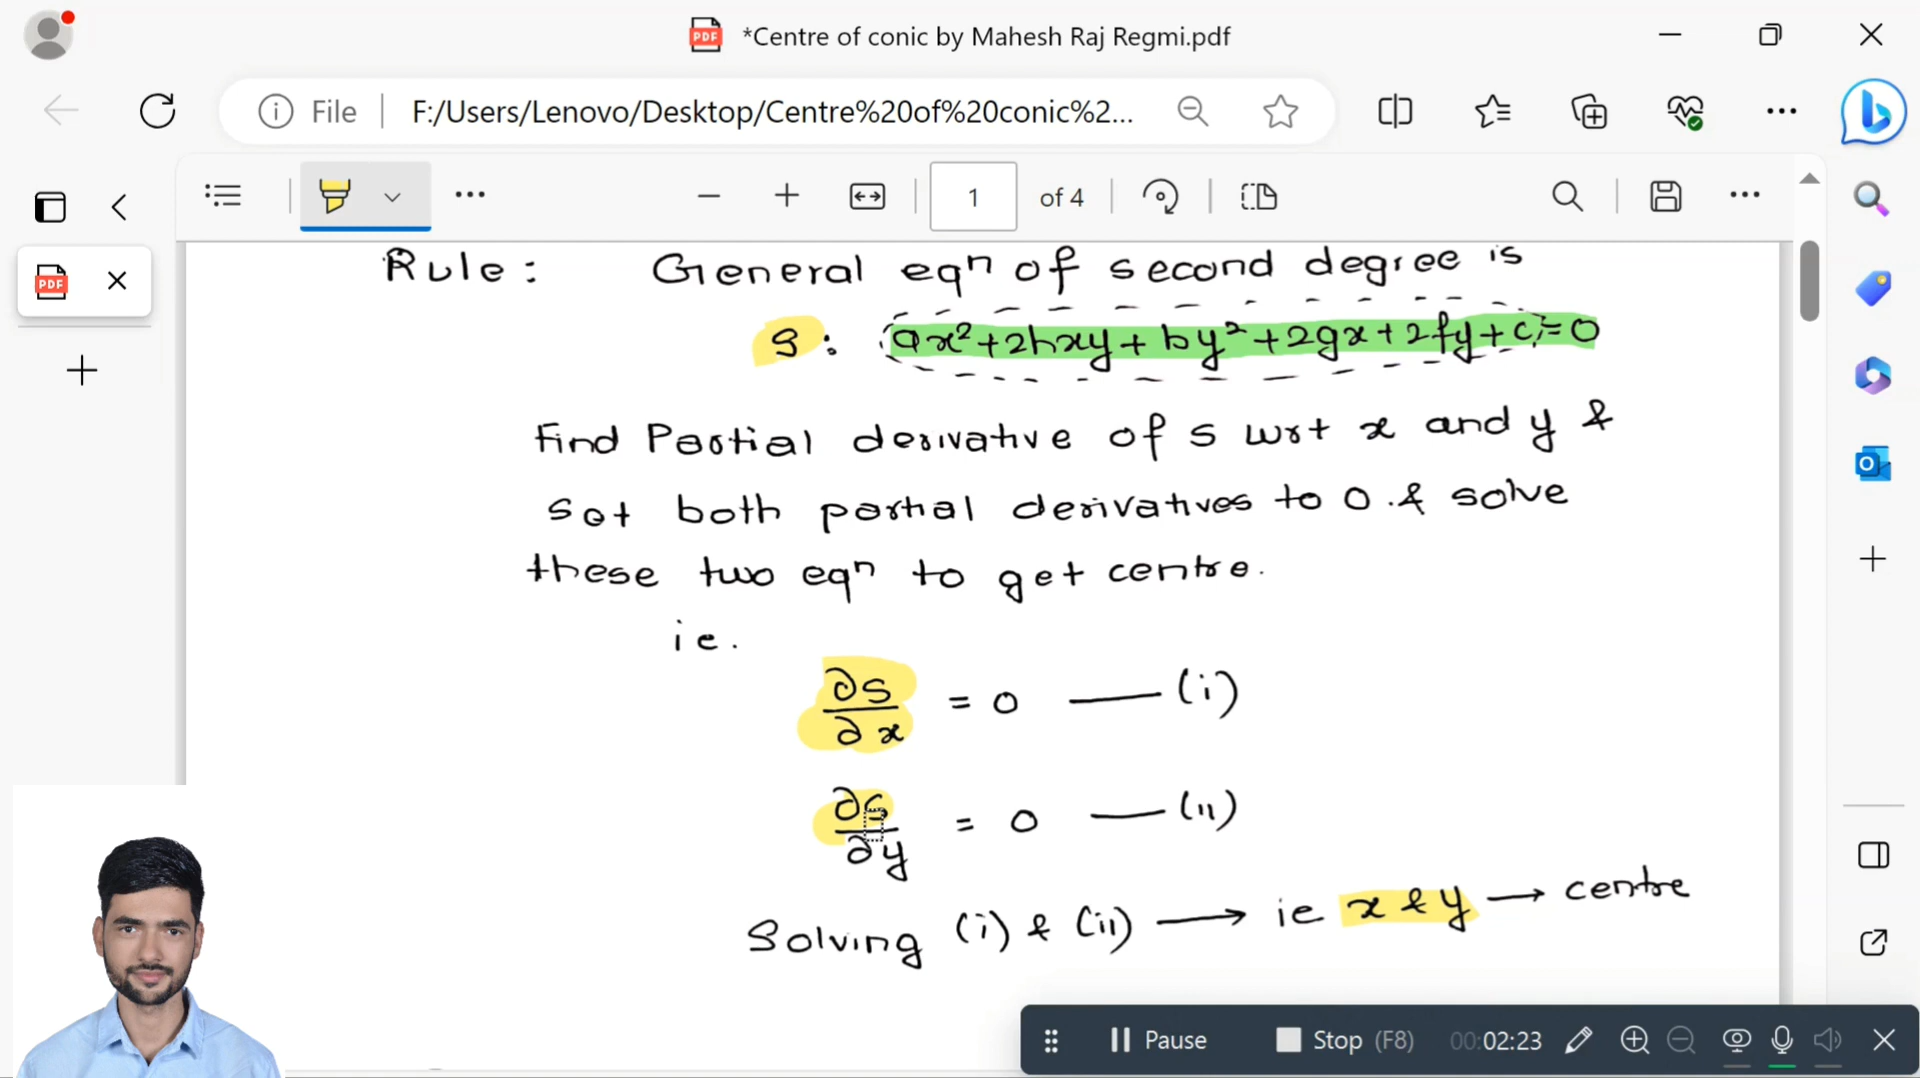 *Centre of conic by Mahesh Raj Regmi.pdf
File F:/Users/Lenovo/Desktop/Centre%20of%20conic%2...
1 of 4
Rule: General eqn of second degree is
S: ax²+2hxy+by²+2gx+2fy+c=0
Find Partial derivative of S wrt x and y &
Set both partial derivatives to 0. & solve
these two eqn to get centre.
ie.
∂S/∂x = 0 —— (i)
∂S/∂y = 0 —— (ii)
Solving (i) & (ii) → ie x & y → centre
Pause Stop (F8) 00:02:23